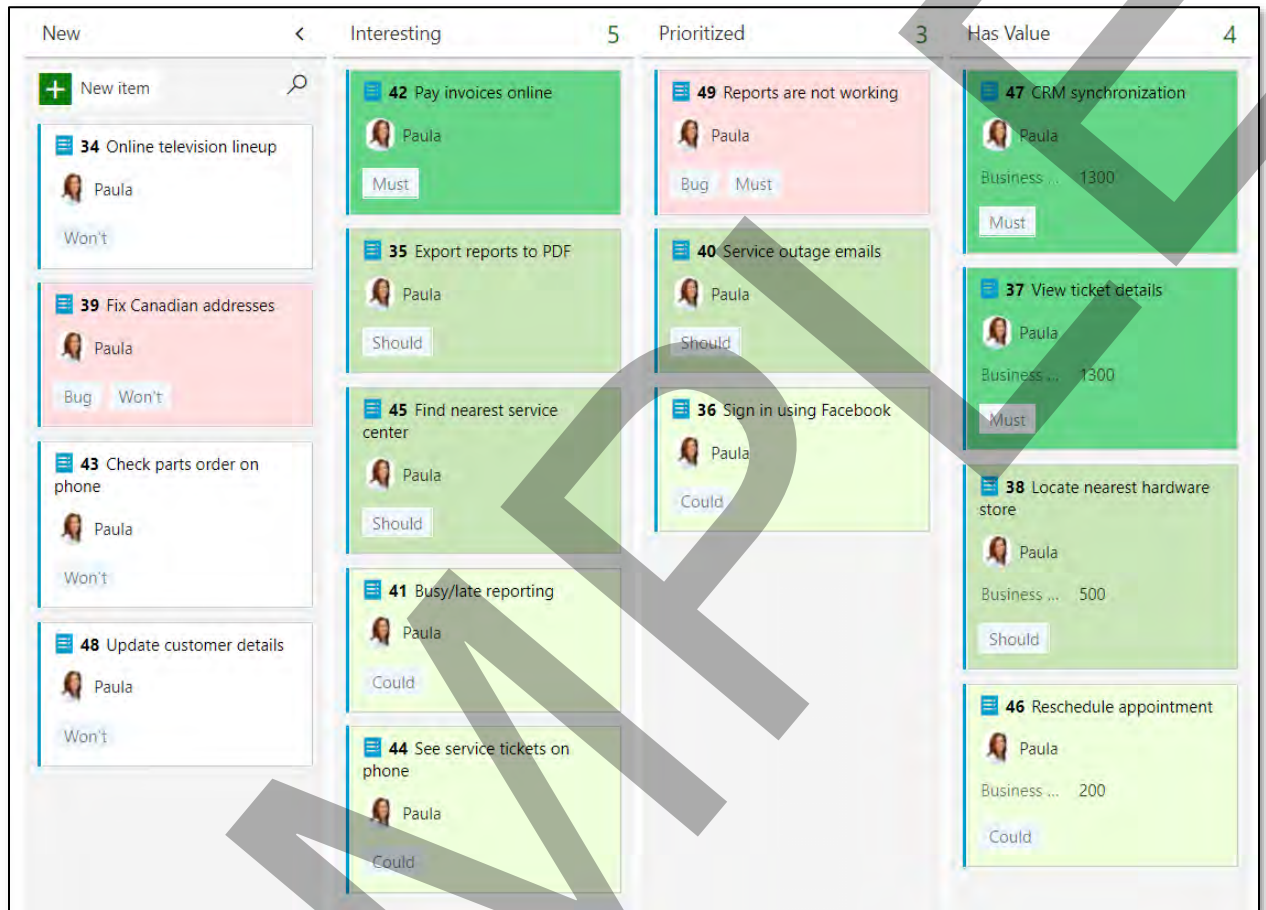 New <
New item
34 Online television lineup
Paula
Won't
39 Fix Canadian addresses
Paula
Bug Won't
43 Check parts order on
phone
Paula
Won't
48 Update customer details
Paula
Won't
Interesting 5
42 Pay invoices online
Paula
Must
35 Export reports to PDF
Paula
Should
45 Find nearest service
center
Paula
Should
41 Busy/late reporting
Paula
Could
44 See service tickets on
phone
Paula
Could
Prioritized 3
49 Reports are not working
Paula
Bug Must
40 Service outage emails
Paula
Should
36 Sign in using Facebook
Paula
Could
Has Value 4
47 CRM synchronization
Paula
Business ... 1300
Must
37 View ticket details
Paula
Business ... 1300
Must
38 Locate nearest hardware
store
Paula
Business ... 500
Should
46 Reschedule appointment
Paula
Business ... 200
Could
MPLE